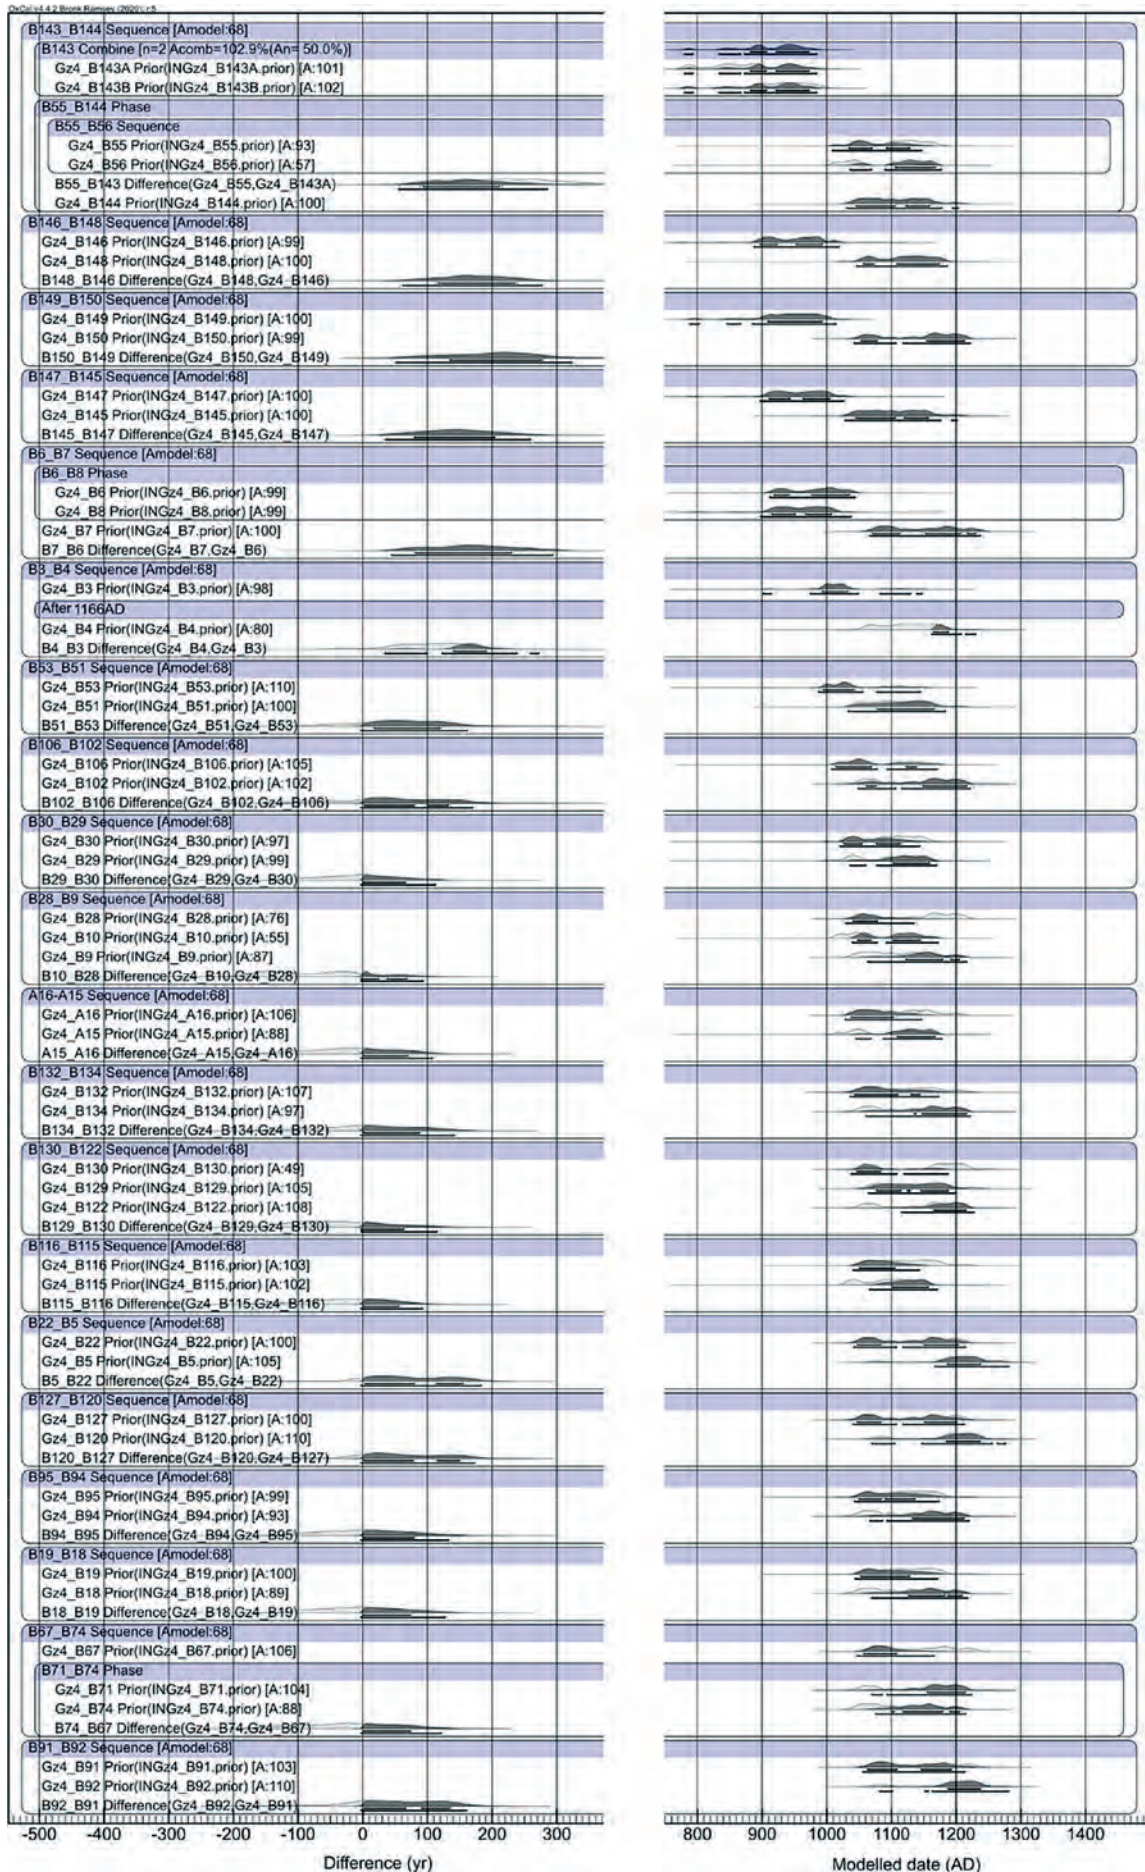 OxCal v4.4.2 Bronk Ramsey (2020); r:5
B143_B144 Sequence [Amodel:68]
B143 Combine [n=2 Acomb=102.9%(An= 50.0%)]
Gz4_B143A Prior(INGz4_B143A.prior) [A:101]
Gz4_B143B Prior(INGz4_B143B.prior) [A:102]
B55_B144 Phase
B55_B56 Sequence
Gz4_B55 Prior(INGz4_B55.prior) [A:93]
Gz4_B56 Prior(INGz4_B56.prior) [A:57]
B55_B143 Difference(Gz4_B55,Gz4_B143A)
Gz4_B144 Prior(INGz4_B144.prior) [A:100]
B146_B148 Sequence [Amodel:68]
Gz4_B146 Prior(INGz4_B146.prior) [A:99]
Gz4_B148 Prior(INGz4_B148.prior) [A:100]
B148_B146 Difference(Gz4_B148,Gz4_B146)
B149_B150 Sequence [Amodel:68]
Gz4_B149 Prior(INGz4_B149.prior) [A:100]
Gz4_B150 Prior(INGz4_B150.prior) [A:99]
B150_B149 Difference(Gz4_B150,Gz4_B149)
B147_B145 Sequence [Amodel:68]
Gz4_B147 Prior(INGz4_B147.prior) [A:100]
Gz4_B145 Prior(INGz4_B145.prior) [A:100]
B145_B147 Difference(Gz4_B145,Gz4_B147)
B6_B7 Sequence [Amodel:68]
B6_B8 Phase
Gz4_B6 Prior(INGz4_B6.prior) [A:99]
Gz4_B8 Prior(INGz4_B8.prior) [A:99]
Gz4_B7 Prior(INGz4_B7.prior) [A:100]
B7_B6 Difference(Gz4_B7,Gz4_B6)
B3_B4 Sequence [Amodel:68]
Gz4_B3 Prior(INGz4_B3.prior) [A:98]
After 1166AD
Gz4_B4 Prior(INGz4_B4.prior) [A:80]
B4_B3 Difference(Gz4_B4,Gz4_B3)
B53_B51 Sequence [Amodel:68]
Gz4_B53 Prior(INGz4_B53.prior) [A:110]
Gz4_B51 Prior(INGz4_B51.prior) [A:100]
B51_B53 Difference(Gz4_B51,Gz4_B53)
B106_B102 Sequence [Amodel:68]
Gz4_B106 Prior(INGz4_B106.prior) [A:105]
Gz4_B102 Prior(INGz4_B102.prior) [A:102]
B102_B106 Difference(Gz4_B102,Gz4_B106)
B30_B29 Sequence [Amodel:68]
Gz4_B30 Prior(INGz4_B30.prior) [A:97]
Gz4_B29 Prior(INGz4_B29.prior) [A:99]
B29_B30 Difference(Gz4_B29,Gz4_B30)
B28_B9 Sequence [Amodel:68]
Gz4_B28 Prior(INGz4_B28.prior) [A:76]
Gz4_B10 Prior(INGz4_B10.prior) [A:55]
Gz4_B9 Prior(INGz4_B9.prior) [A:87]
B10_B28 Difference(Gz4_B10,Gz4_B28)
A16-A15 Sequence [Amodel:68]
Gz4_A16 Prior(INGz4_A16.prior) [A:106]
Gz4_A15 Prior(INGz4_A15.prior) [A:88]
A15_A16 Difference(Gz4_A15,Gz4_A16)
B132_B134 Sequence [Amodel:68]
Gz4_B132 Prior(INGz4_B132.prior) [A:107]
Gz4_B134 Prior(INGz4_B134.prior) [A:97]
B134_B132 Difference(Gz4_B134,Gz4_B132)
B130_B122 Sequence [Amodel:68]
Gz4_B130 Prior(INGz4_B130.prior) [A:49]
Gz4_B129 Prior(INGz4_B129.prior) [A:105]
Gz4_B122 Prior(INGz4_B122.prior) [A:108]
B129_B130 Difference(Gz4_B129,Gz4_B130)
B116_B115 Sequence [Amodel:68]
Gz4_B116 Prior(INGz4_B116.prior) [A:103]
Gz4_B115 Prior(INGz4_B115.prior) [A:102]
B115_B116 Difference(Gz4_B115,Gz4_B116)
B22_B5 Sequence [Amodel:68]
Gz4_B22 Prior(INGz4_B22.prior) [A:100]
Gz4_B5 Prior(INGz4_B5.prior) [A:105]
B5_B22 Difference(Gz4_B5,Gz4_B22)
B127_B120 Sequence [Amodel:68]
Gz4_B127 Prior(INGz4_B127.prior) [A:100]
Gz4_B120 Prior(INGz4_B120.prior) [A:110]
B120_B127 Difference(Gz4_B120,Gz4_B127)
B95_B94 Sequence [Amodel:68]
Gz4_B95 Prior(INGz4_B95.prior) [A:99]
Gz4_B94 Prior(INGz4_B94.prior) [A:93]
B94_B95 Difference(Gz4_B94,Gz4_B95)
B19_B18 Sequence [Amodel:68]
Gz4_B19 Prior(INGz4_B19.prior) [A:100]
Gz4_B18 Prior(INGz4_B18.prior) [A:89]
B18_B19 Difference(Gz4_B18,Gz4_B19)
B67_B74 Sequence [Amodel:68]
Gz4_B67 Prior(INGz4_B67.prior) [A:106]
B71_B74 Phase
Gz4_B71 Prior(INGz4_B71.prior) [A:104]
Gz4_B74 Prior(INGz4_B74.prior) [A:88]
B74_B67 Difference(Gz4_B74,Gz4_B67)
B91_B92 Sequence [Amodel:68]
Gz4_B91 Prior(INGz4_B91.prior) [A:103]
Gz4_B92 Prior(INGz4_B92.prior) [A:110]
B92_B91 Difference(Gz4_B92,Gz4_B91)
-500 -400 -300 -200 -100 0 100 200 300 800 900 1000 1100 1200 1300 1400
Difference (yr) Modelled date (AD)